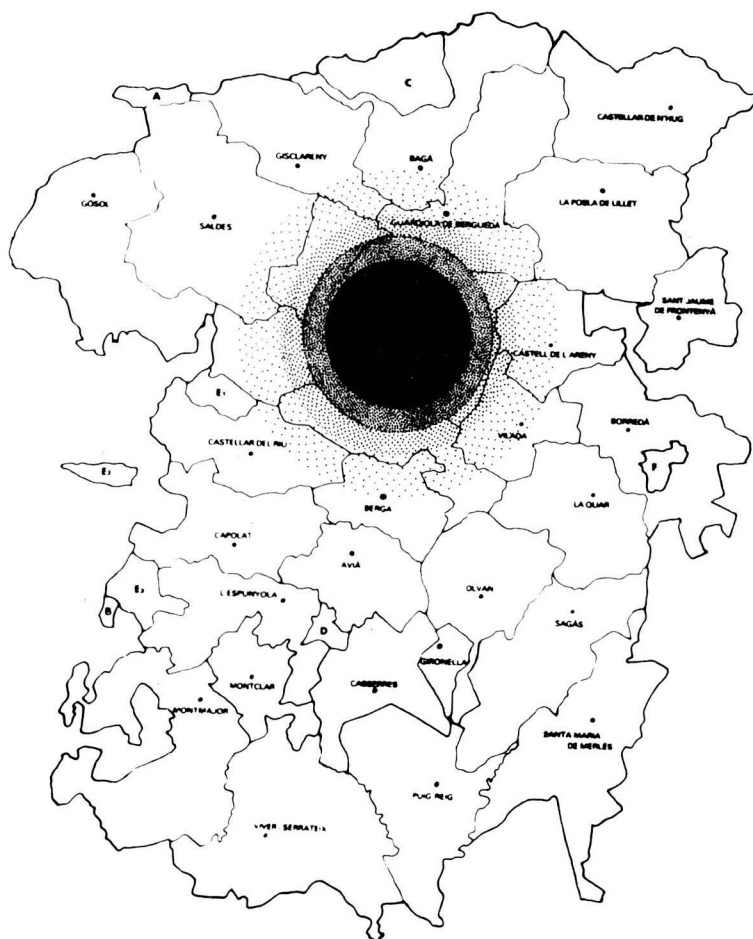 A
C
CASTELLAR DE N'HUG
GISCLARENY
BAGÀ
GÓSOL
LA POBLA DE LILLET
SALDES
GUARDIOLA DE BERGUEDÀ
SANT JAUME
DE FRONTENYÀ
CASTELL DE L'ARENY
E1
CASTELLAR DEL RIU
VILADA
BORREDÀ
E2
F
BERGA
LA QUAR
CAPOLAT
AVIÀ
E3
L'ESPUNYOLA
OLVAN
B
SAGÀS
D
GIRONELLA
MONTCLAR
CASSERRES
MONTMAJOR
SANTA MARIA
DE MERLÈS
PUIG-REIG
VIVER I SERRATEIX